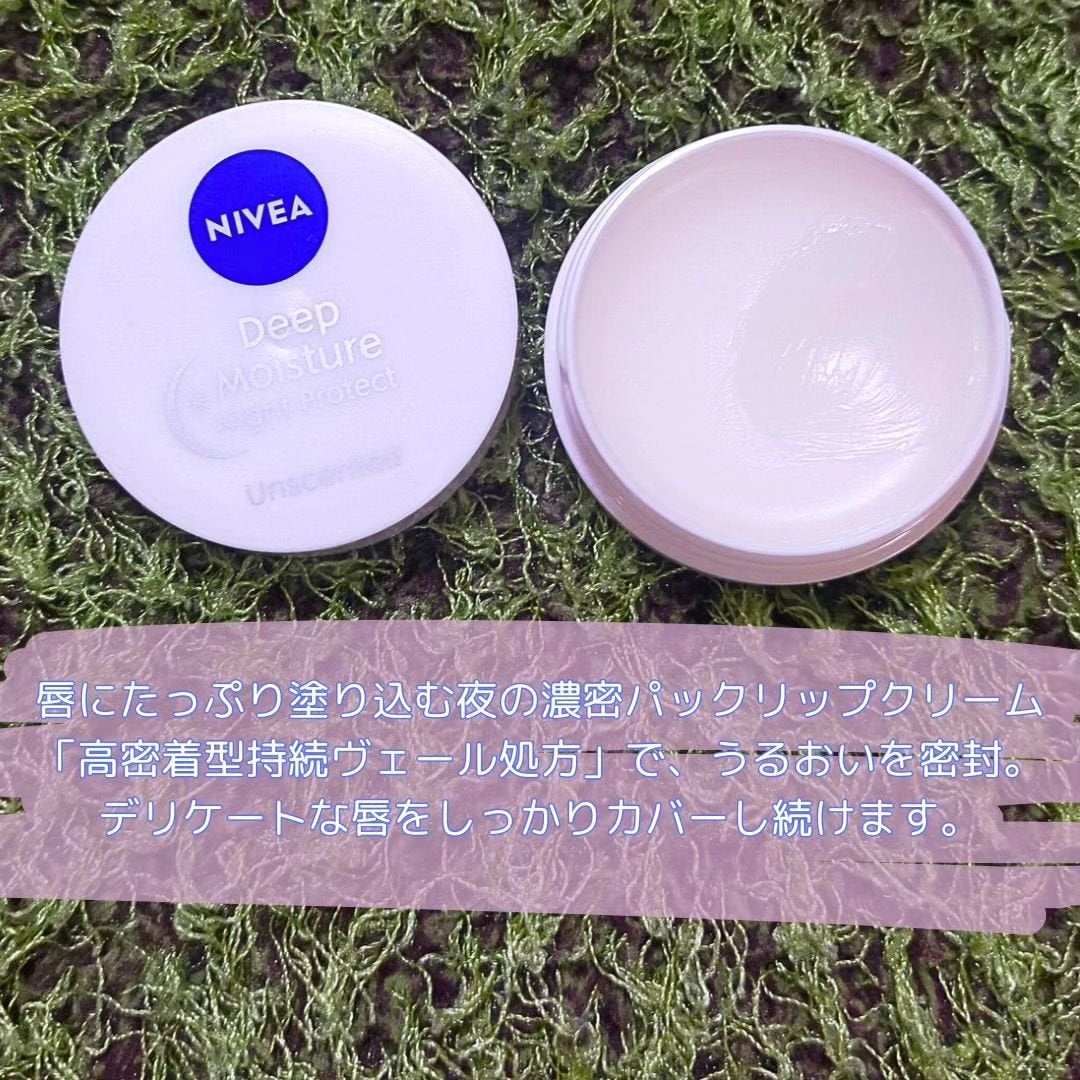 NIVEA
Deep
Moisture
Night Protect
Unscented
唇にたっぷり塗り込む夜の濃密パックリップクリーム
「高密着型持続ヴェール処方」で、うるおいを密封。
デリケートな唇をしっかりカバーし続けます。